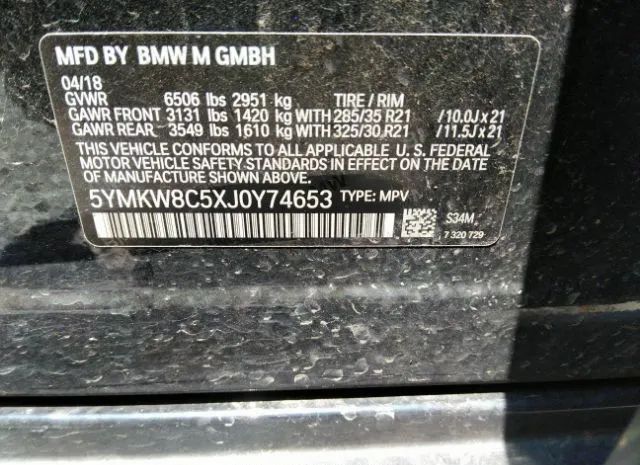 MFD BY BMW M GMBH
04/18
GVWR 6506 lbs 2951 kg TIRE / RIM
GAWR FRONT 3131 lbs 1420 kg WITH 285/35 R21 / 10.0J x 21
GAWR REAR 3549 lbs 1610 kg WITH 325/30 R21 / 11.5J x 21
THIS VEHICLE CONFORMS TO ALL APPLICABLE U. S. FEDERAL
MOTOR VEHICLE SAFETY STANDARDS IN EFFECT ON THE
DATE OF MANUFACTURE SHOWN ABOVE.
5YMKW8C5XJ0Y74653 TYPE: MPV
S34M
7 320 729